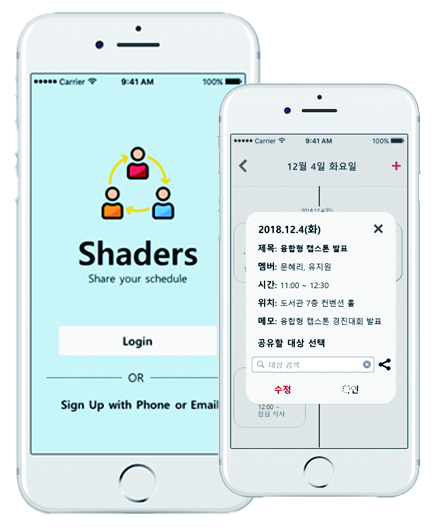 Carrier
9:41 AM
100%
Shaders
Share your schedule
Login
OR
Sign Up with Phone or Email
Carrier
9:41 AM
100%
12월 4일 화요일
+
2018.12.4(화)
2018.12.4(화)
제목: 융합형 캡스톤 발표
멤버: 문혜리, 유지원
시간: 11:00 ~ 12:30
위치: 도서관 7층 컨벤션 홀
메모: 융합형 캡스톤 경진대회 발표
공유할 대상 선택
대상 검색
수정
확인
12:00 ~
점심 식사